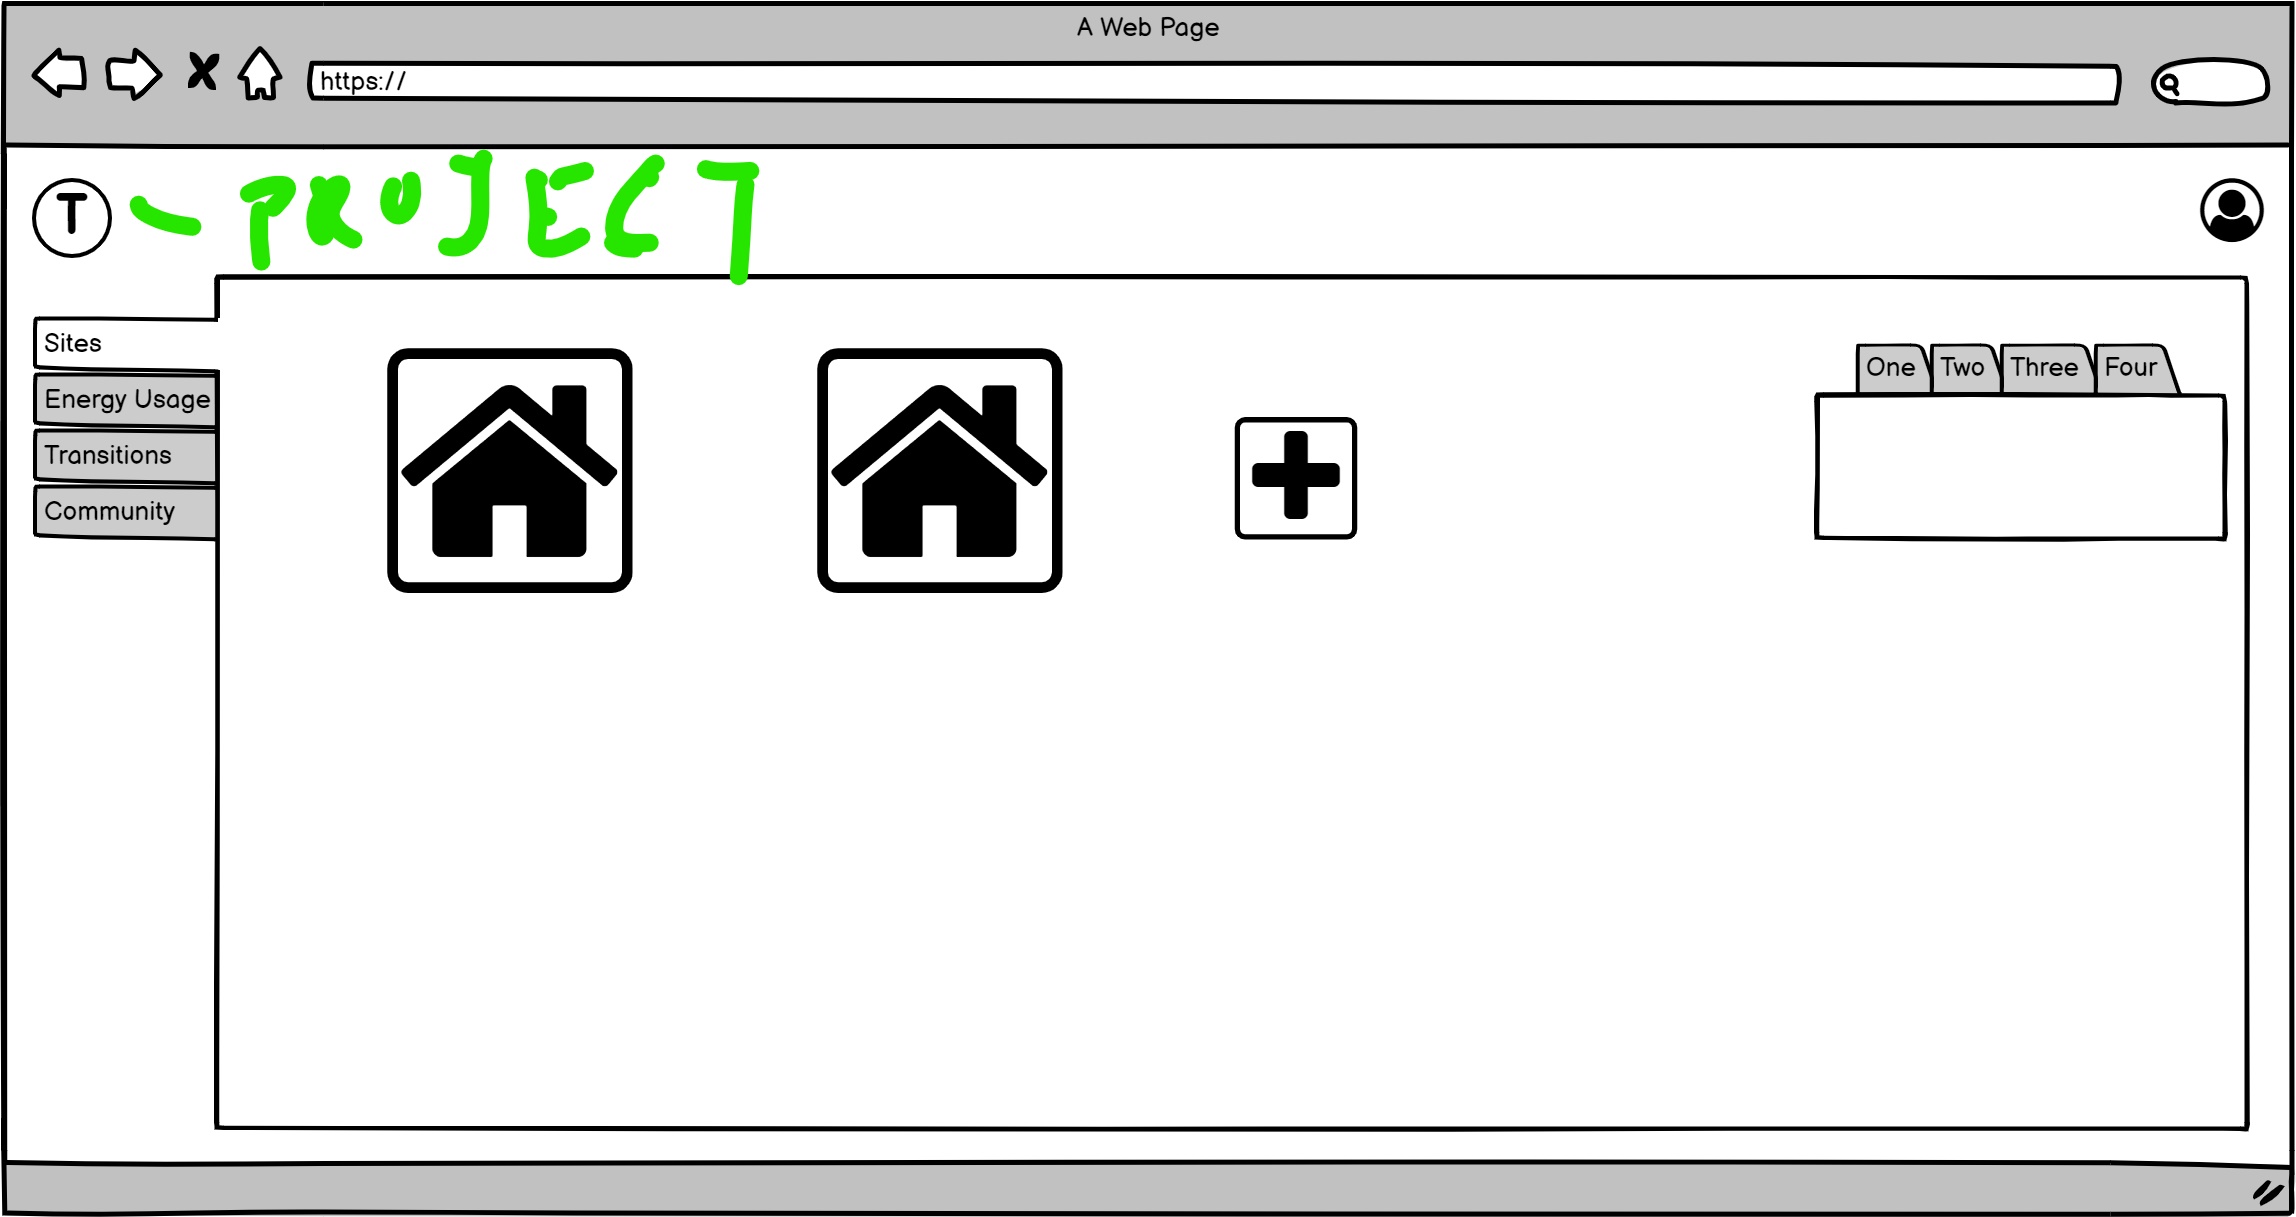 A Web Page
https://
T - PROJECT
Sites
Energy Usage
Transitions
Community
One Two Three Four